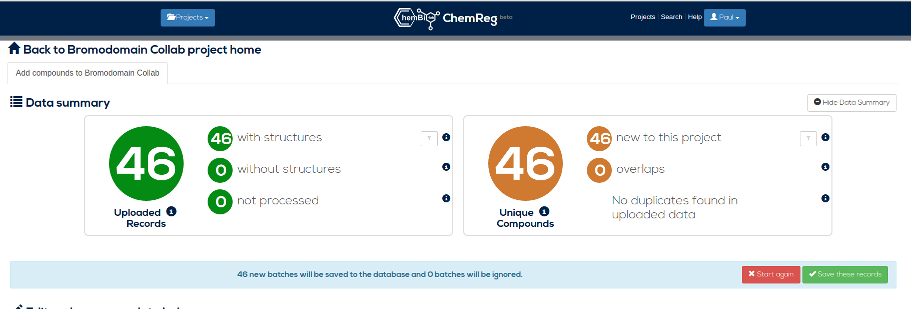 Projects
ChemBio Hub ChemReg beta
Projects Search Help Paul
Back to Bromodomain Collab project home
Add compounds to Bromodomain Collab
Data summary
Hide Data Summary
46
Uploaded
Records
46 with structures
0 without structures
0 not processed
46
Unique
Compounds
46 new to this project
0 overlaps
No duplicates found in
uploaded data
46 new batches will be saved to the database and 0 batches will be ignored.
Start again
Save these records